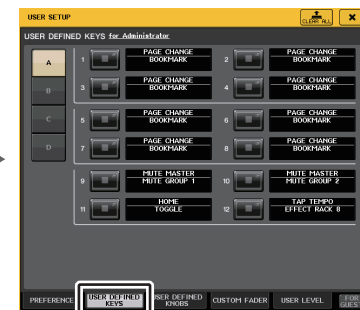 USER SETUP
CLEAR ALL
USER DEFINED KEYS for Administrator
A
1 PAGE CHANGE BOOKMARK
2 PAGE CHANGE BOOKMARK
B
3 PAGE CHANGE BOOKMARK
4 PAGE CHANGE BOOKMARK
C
5 PAGE CHANGE BOOKMARK
6 PAGE CHANGE BOOKMARK
D
7 PAGE CHANGE BOOKMARK
8 PAGE CHANGE BOOKMARK
9 MUTE MASTER MUTE GROUP 1
10 MUTE MASTER MUTE GROUP 2
11 HOME TOGGLE
12 TAP TEMPO EFFECT RACK 8
PREFERENCE
USER DEFINED KEYS
USER DEFINED KNOBS
CUSTOM FADER
USER LEVEL
FOR GUEST